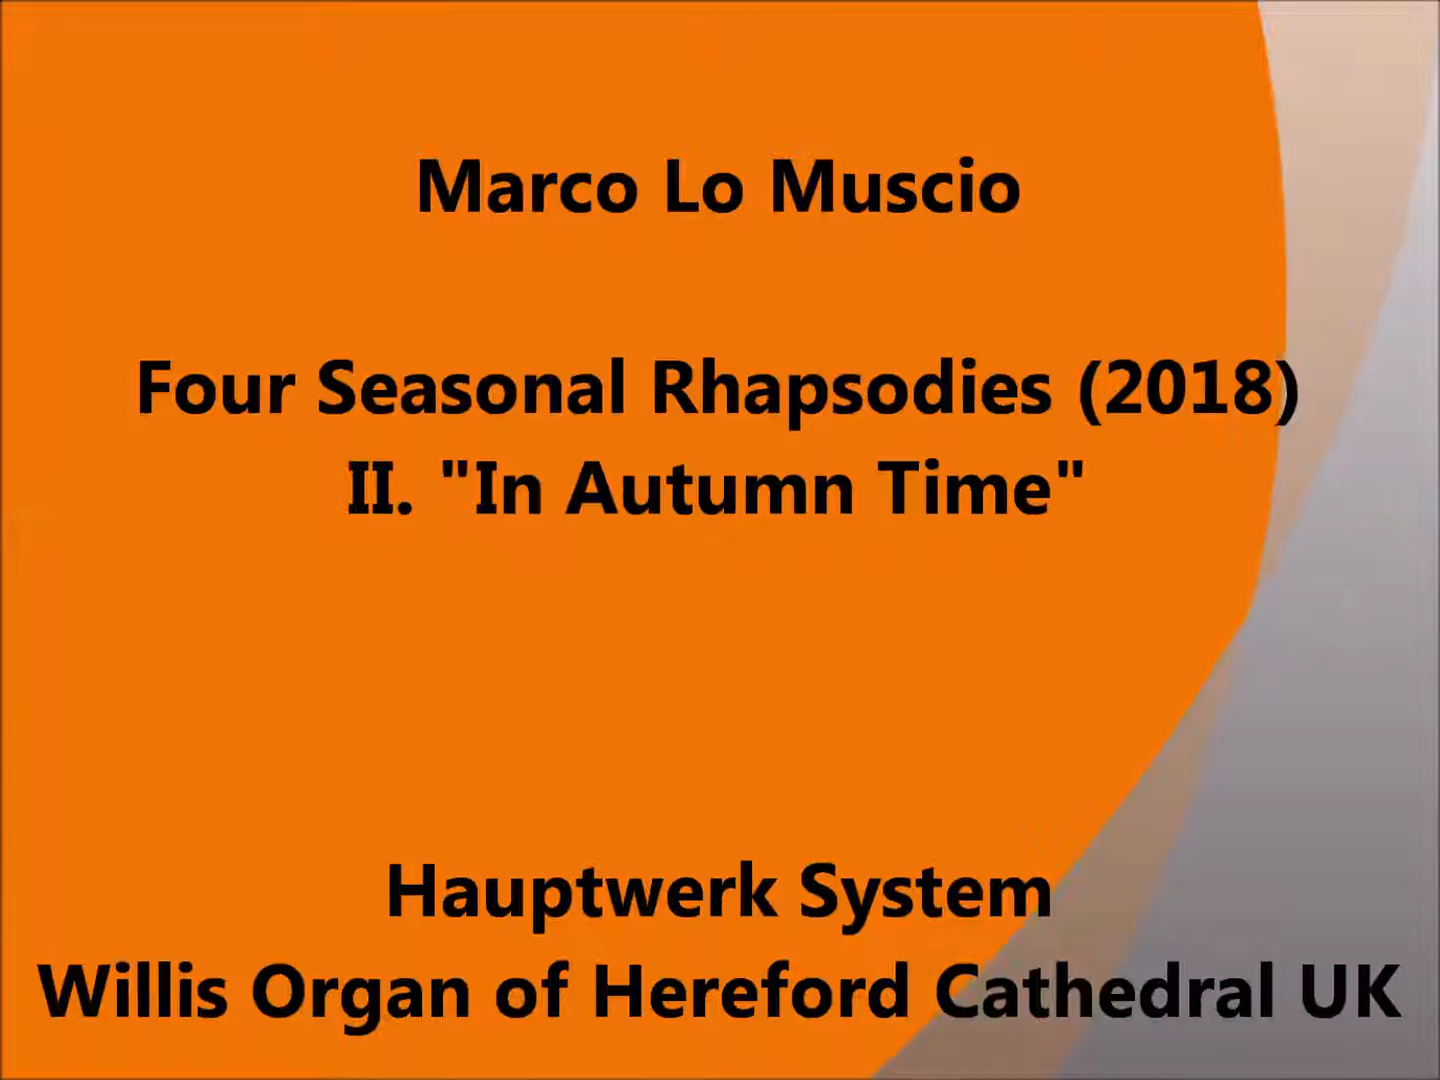 Marco Lo Muscio
Four Seasonal Rhapsodies (2018)
II. "In Autumn Time"
Hauptwerk System
Willis Organ of Hereford Cathedral UK